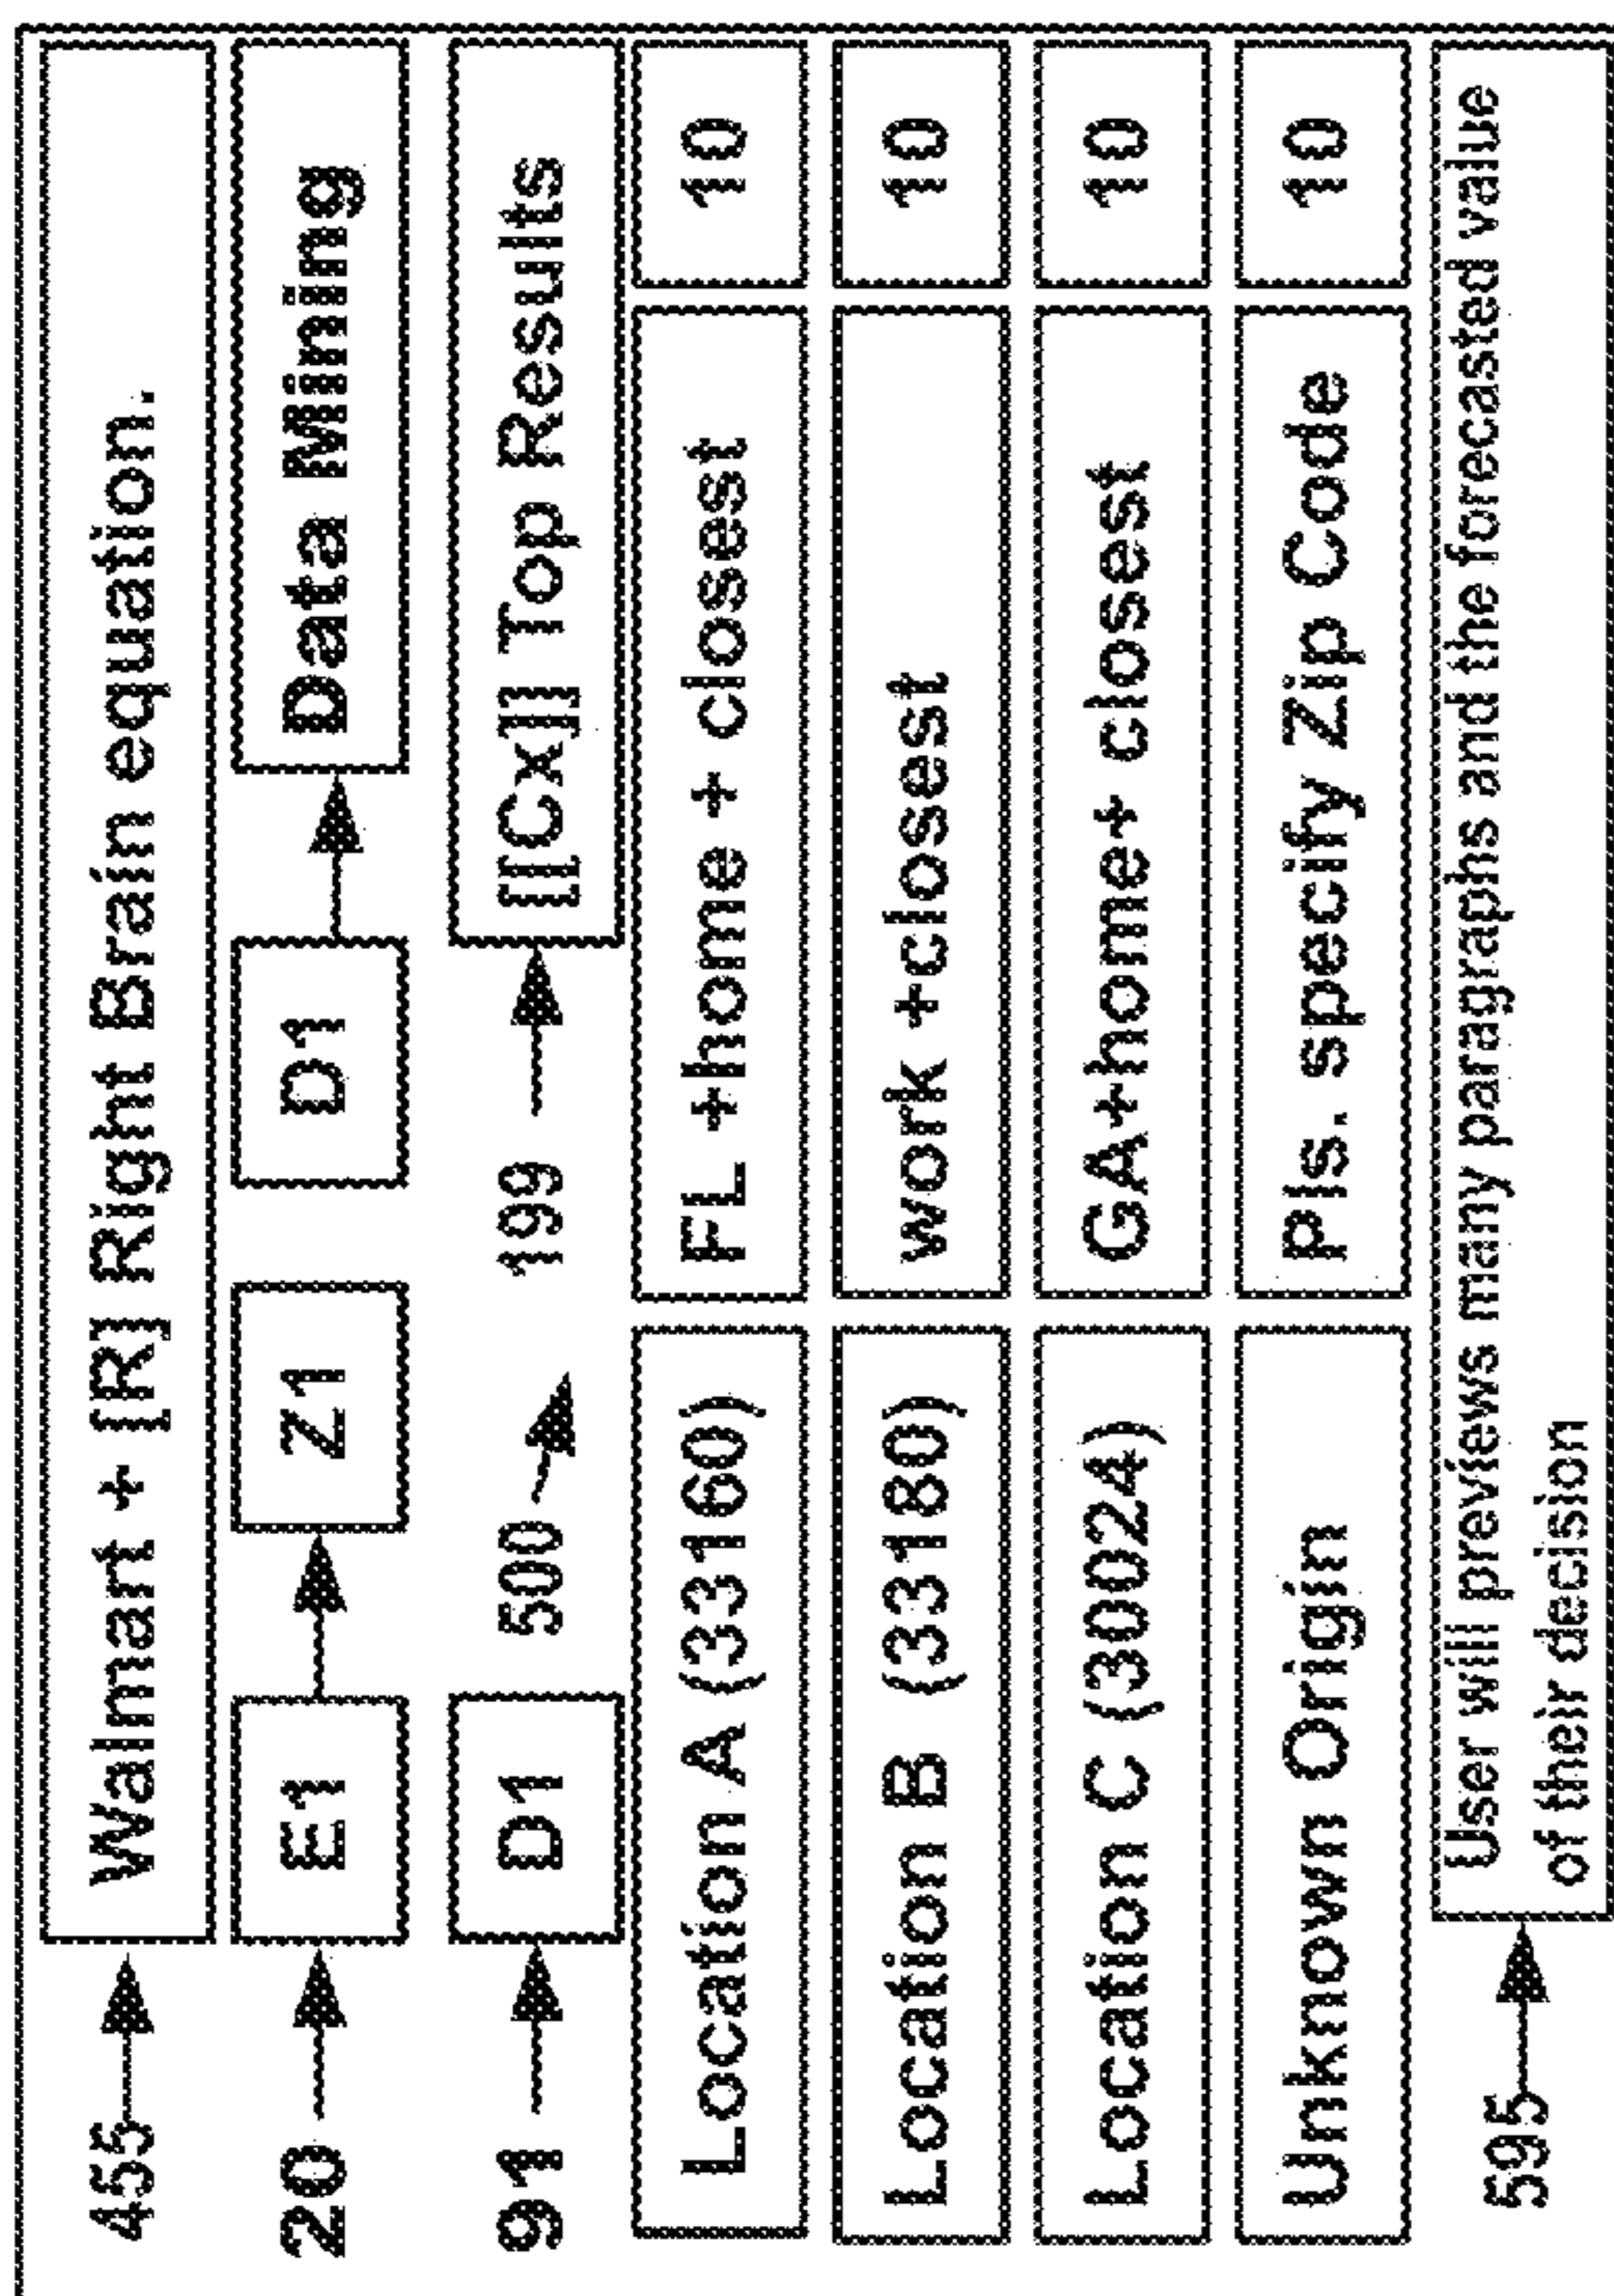 455 Walmart + [R] Right Brain equation.
20 E1 Z1 D1 Data Mining
91 D1 500 199 [[Cx]] Top Results
Location A (33160) FL +home + closest 10
Location B (33180) work +closest 10
Location C (30024) GA+home+ closest 10
Unknown Origin Pls. specify Zip Code 10
595 User will previews many paragraphs and the forecasted value
of their decision